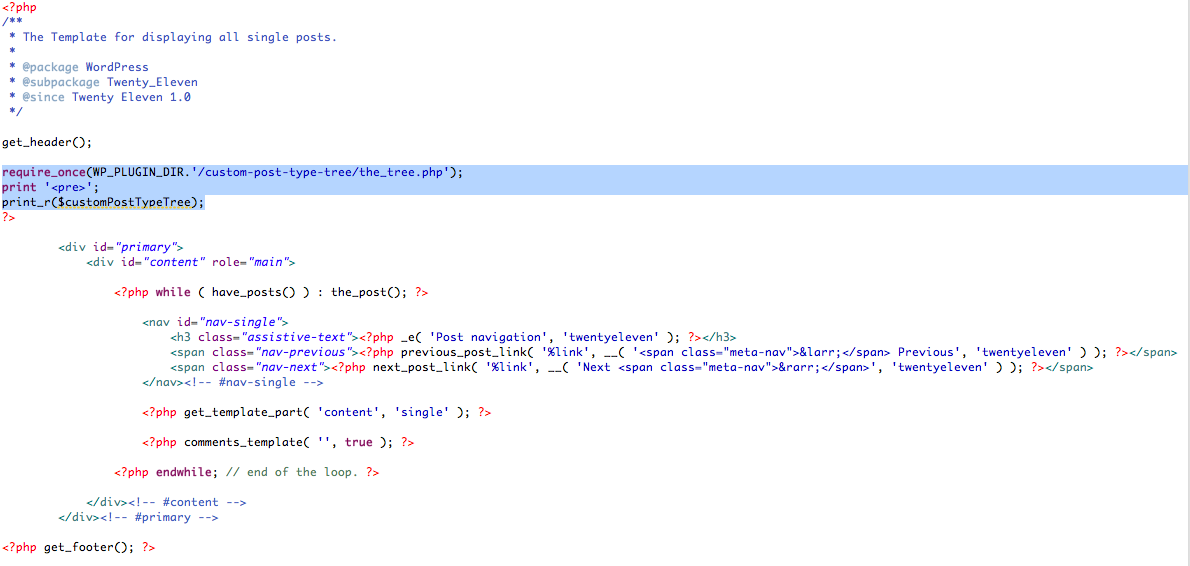 <?php
/**
 * The Template for displaying all single posts.
 *
 * @package WordPress
 * @subpackage Twenty_Eleven
 * @since Twenty Eleven 1.0
 */

get_header();

require_once(WP_PLUGIN_DIR.'/custom-post-type-tree/the_tree.php');
print '<pre>';
print_r($customPostTypeTree);
?>

        <div id="primary">
            <div id="content" role="main">

                <?php while ( have_posts() ) : the_post(); ?>

                    <nav id="nav-single">
                        <h3 class="assistive-text"><?php _e( 'Post navigation', 'twentyeleven' ); ?></h3>
                        <span class="nav-previous"><?php previous_post_link( '%link', __( '<span class="meta-nav">&larr;</span> Previous', 'twentyeleven' ) ); ?></span>
                        <span class="nav-next"><?php next_post_link( '%link', __( 'Next <span class="meta-nav">&rarr;</span>', 'twentyeleven' ) ); ?></span>
                    </nav><!-- #nav-single -->

                    <?php get_template_part( 'content', 'single' ); ?>

                    <?php comments_template( '', true ); ?>

                <?php endwhile; // end of the loop. ?>

            </div><!-- #content -->
        </div><!-- #primary -->

<?php get_footer(); ?>